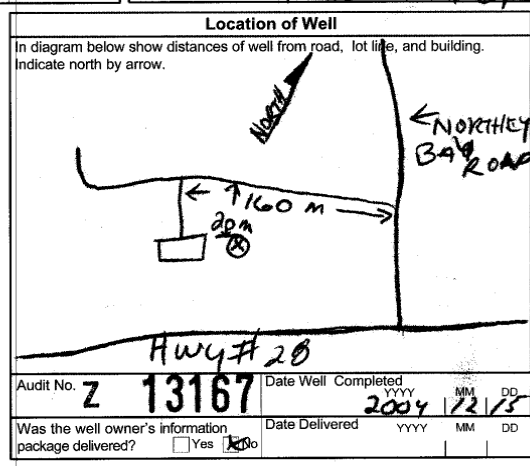 Location of Well
In diagram below show distances of well from road, lot line, and building.
Indicate north by arrow.
NORTH
NORTHEY
BAY
ROAD
160 m
20m
HWY # 28
Audit No. Z 13167
Date Well Completed
YYYY MM DD
2004 12 15
Was the well owner's information
package delivered? Yes No
Date Delivered YYYY MM DD